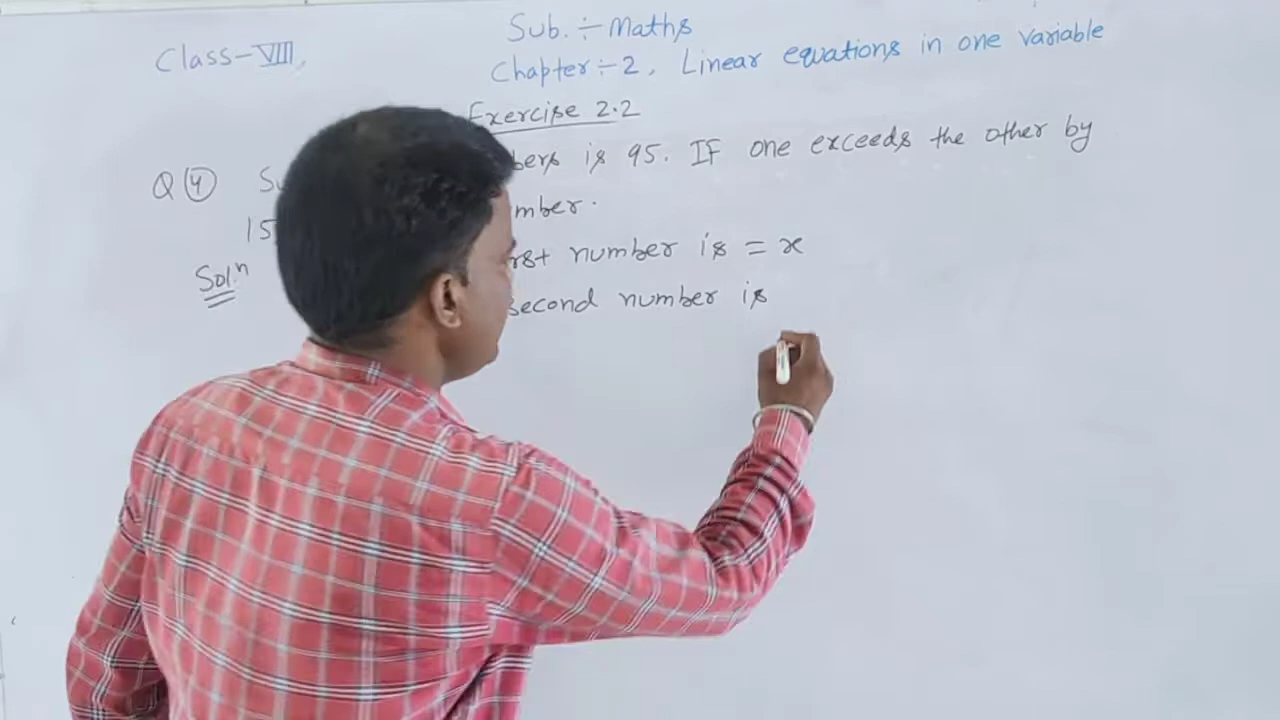 Class-VIII,
Sub. ÷ Maths
Chapter ÷ 2, Linear equations in one variable
Exercise 2.2
Q (4) bers is 95. IF one exceeds the other by
15 mber.
Solⁿ rst number is = x
second number is